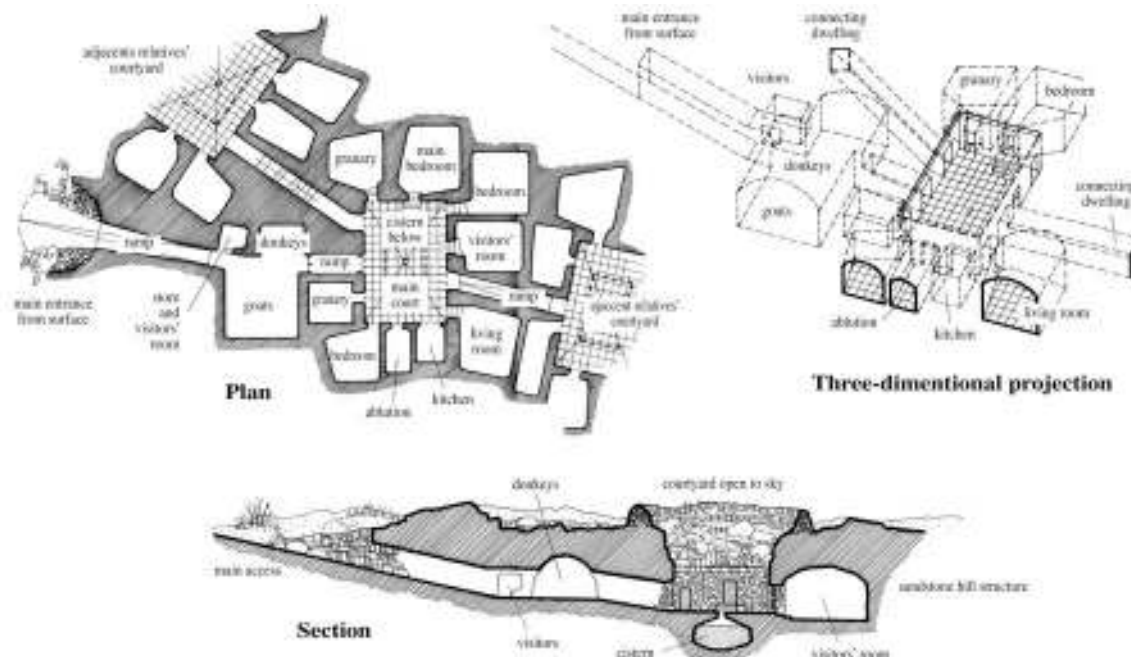 adjacents relatives'
courtyard
granary
main
bedroom
bedroom
cistern
below
visitors'
room
ramp
donkeys
ramp
main
court
ramp
main entrance
from surface
store
and
visitors'
room
goats
granary
bedroom
living
room
ajecent relatives'
courtyard
ablution
kitchen
Plan
main entrance
from surface
connecting
dwelling
visitors
granary
bedroom
donkeys
goats
connecting
dwelling
ablution
kitchen
living room
Three-dimentional projection
donkeys
courtyard open to sky
main access
sandstone hill structure
visitors
cistern
visitors' room
Section